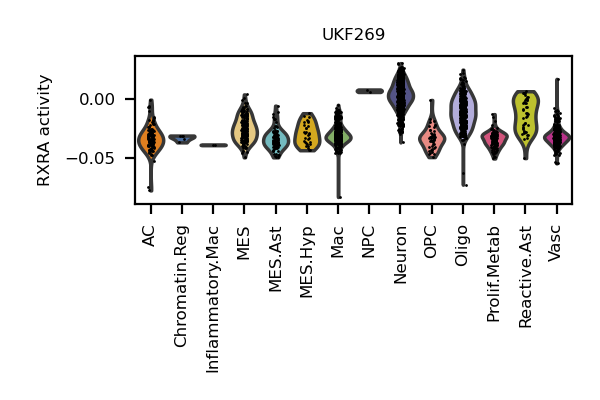 UKF269
RXRA activity
0.00
−0.05
AC
Chromatin.Reg
Inflammatory.Mac
MES
MES.Ast
MES.Hyp
Mac
NPC
Neuron
OPC
Oligo
Prolif.Metab
Reactive.Ast
Vasc